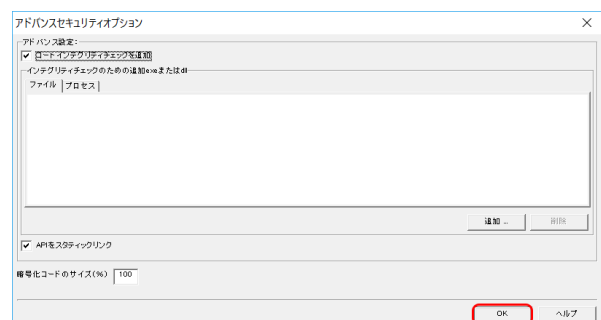 アドバンスセキュリティオプション
アドバンス設定:
ロードインテグリティチェックを追加
インテグリティチェックのための追加exeまたはdll
ファイル プロセス
追加 ... 削除
APIをスタティックリンク
暗号化コードのサイズ(%) 100
OK ヘルプ